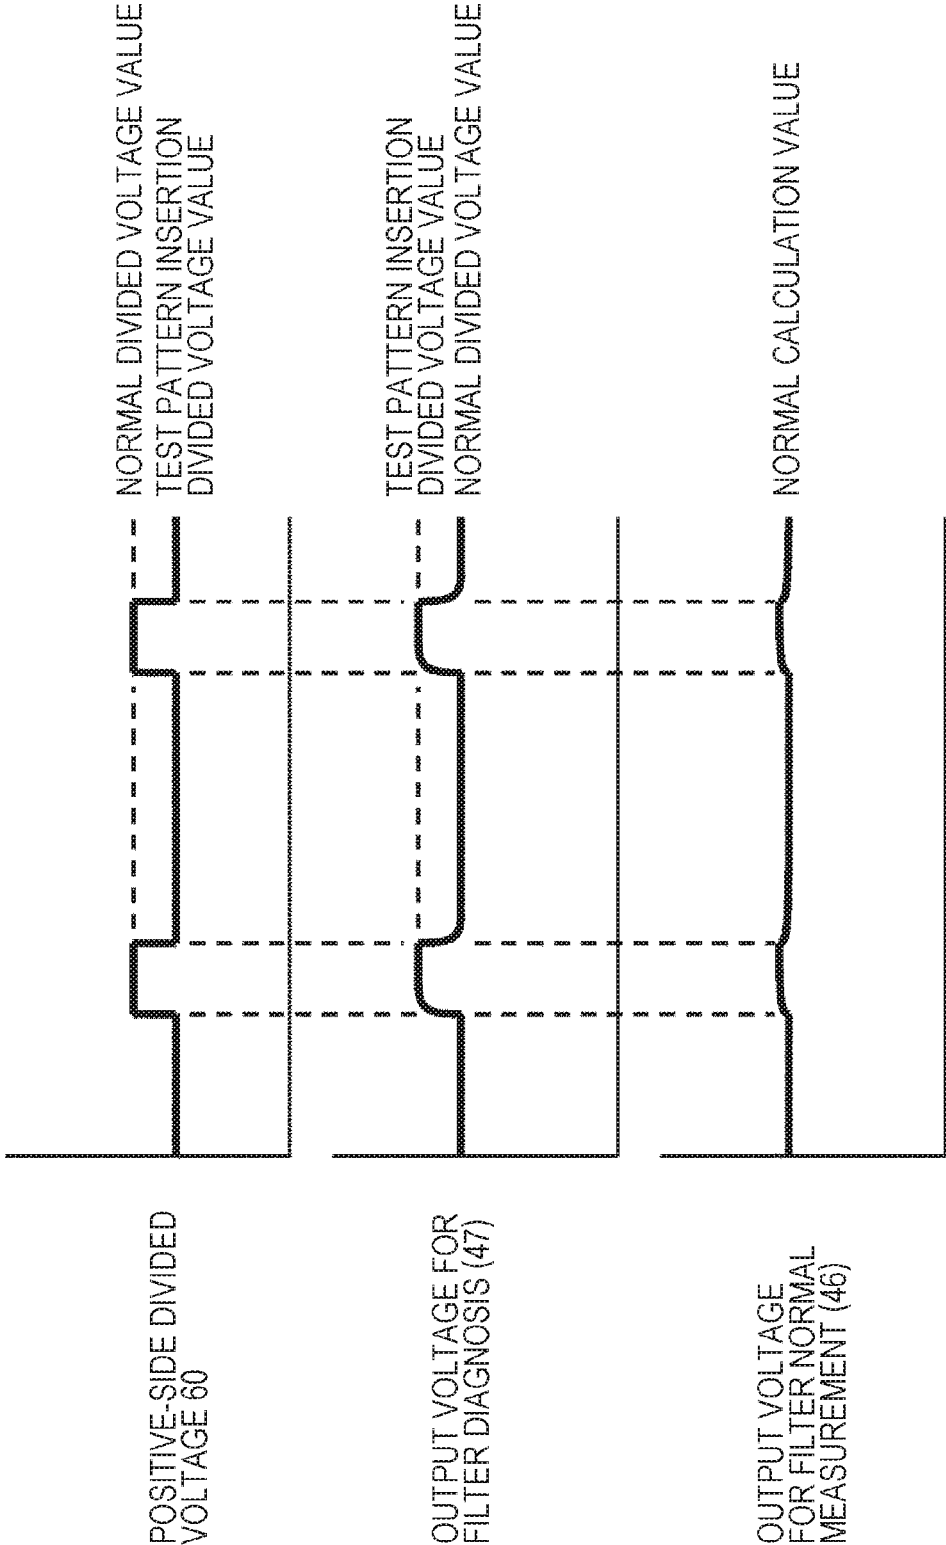 POSITIVE-SIDE DIVIDED
VOLTAGE 60
NORMAL DIVIDED VOLTAGE VALUE
TEST PATTERN INSERTION
DIVIDED VOLTAGE VALUE
OUTPUT VOLTAGE FOR
FILTER DIAGNOSIS (47)
TEST PATTERN INSERTION
DIVIDED VOLTAGE VALUE
NORMAL DIVIDED VOLTAGE VALUE
OUTPUT VOLTAGE
FOR FILTER NORMAL
MEASUREMENT (46)
NORMAL CALCULATION VALUE